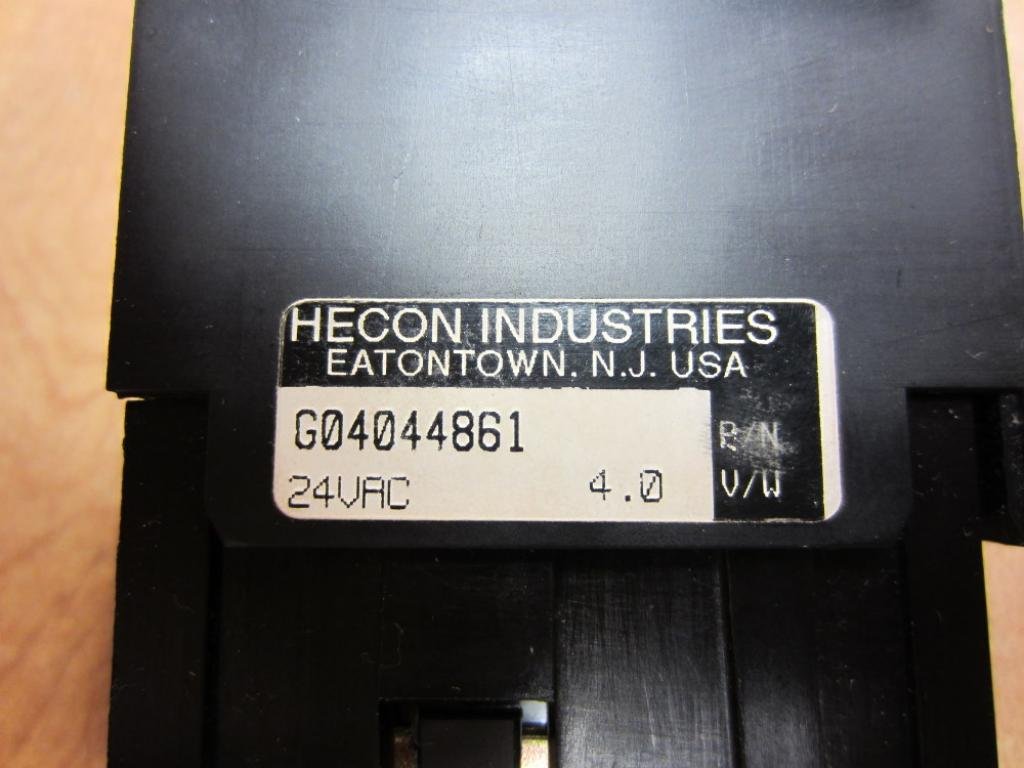 HECON INDUSTRIES
EATONTOWN. N.J. USA
G04044861 P/N
24VAC 4.0 V/W